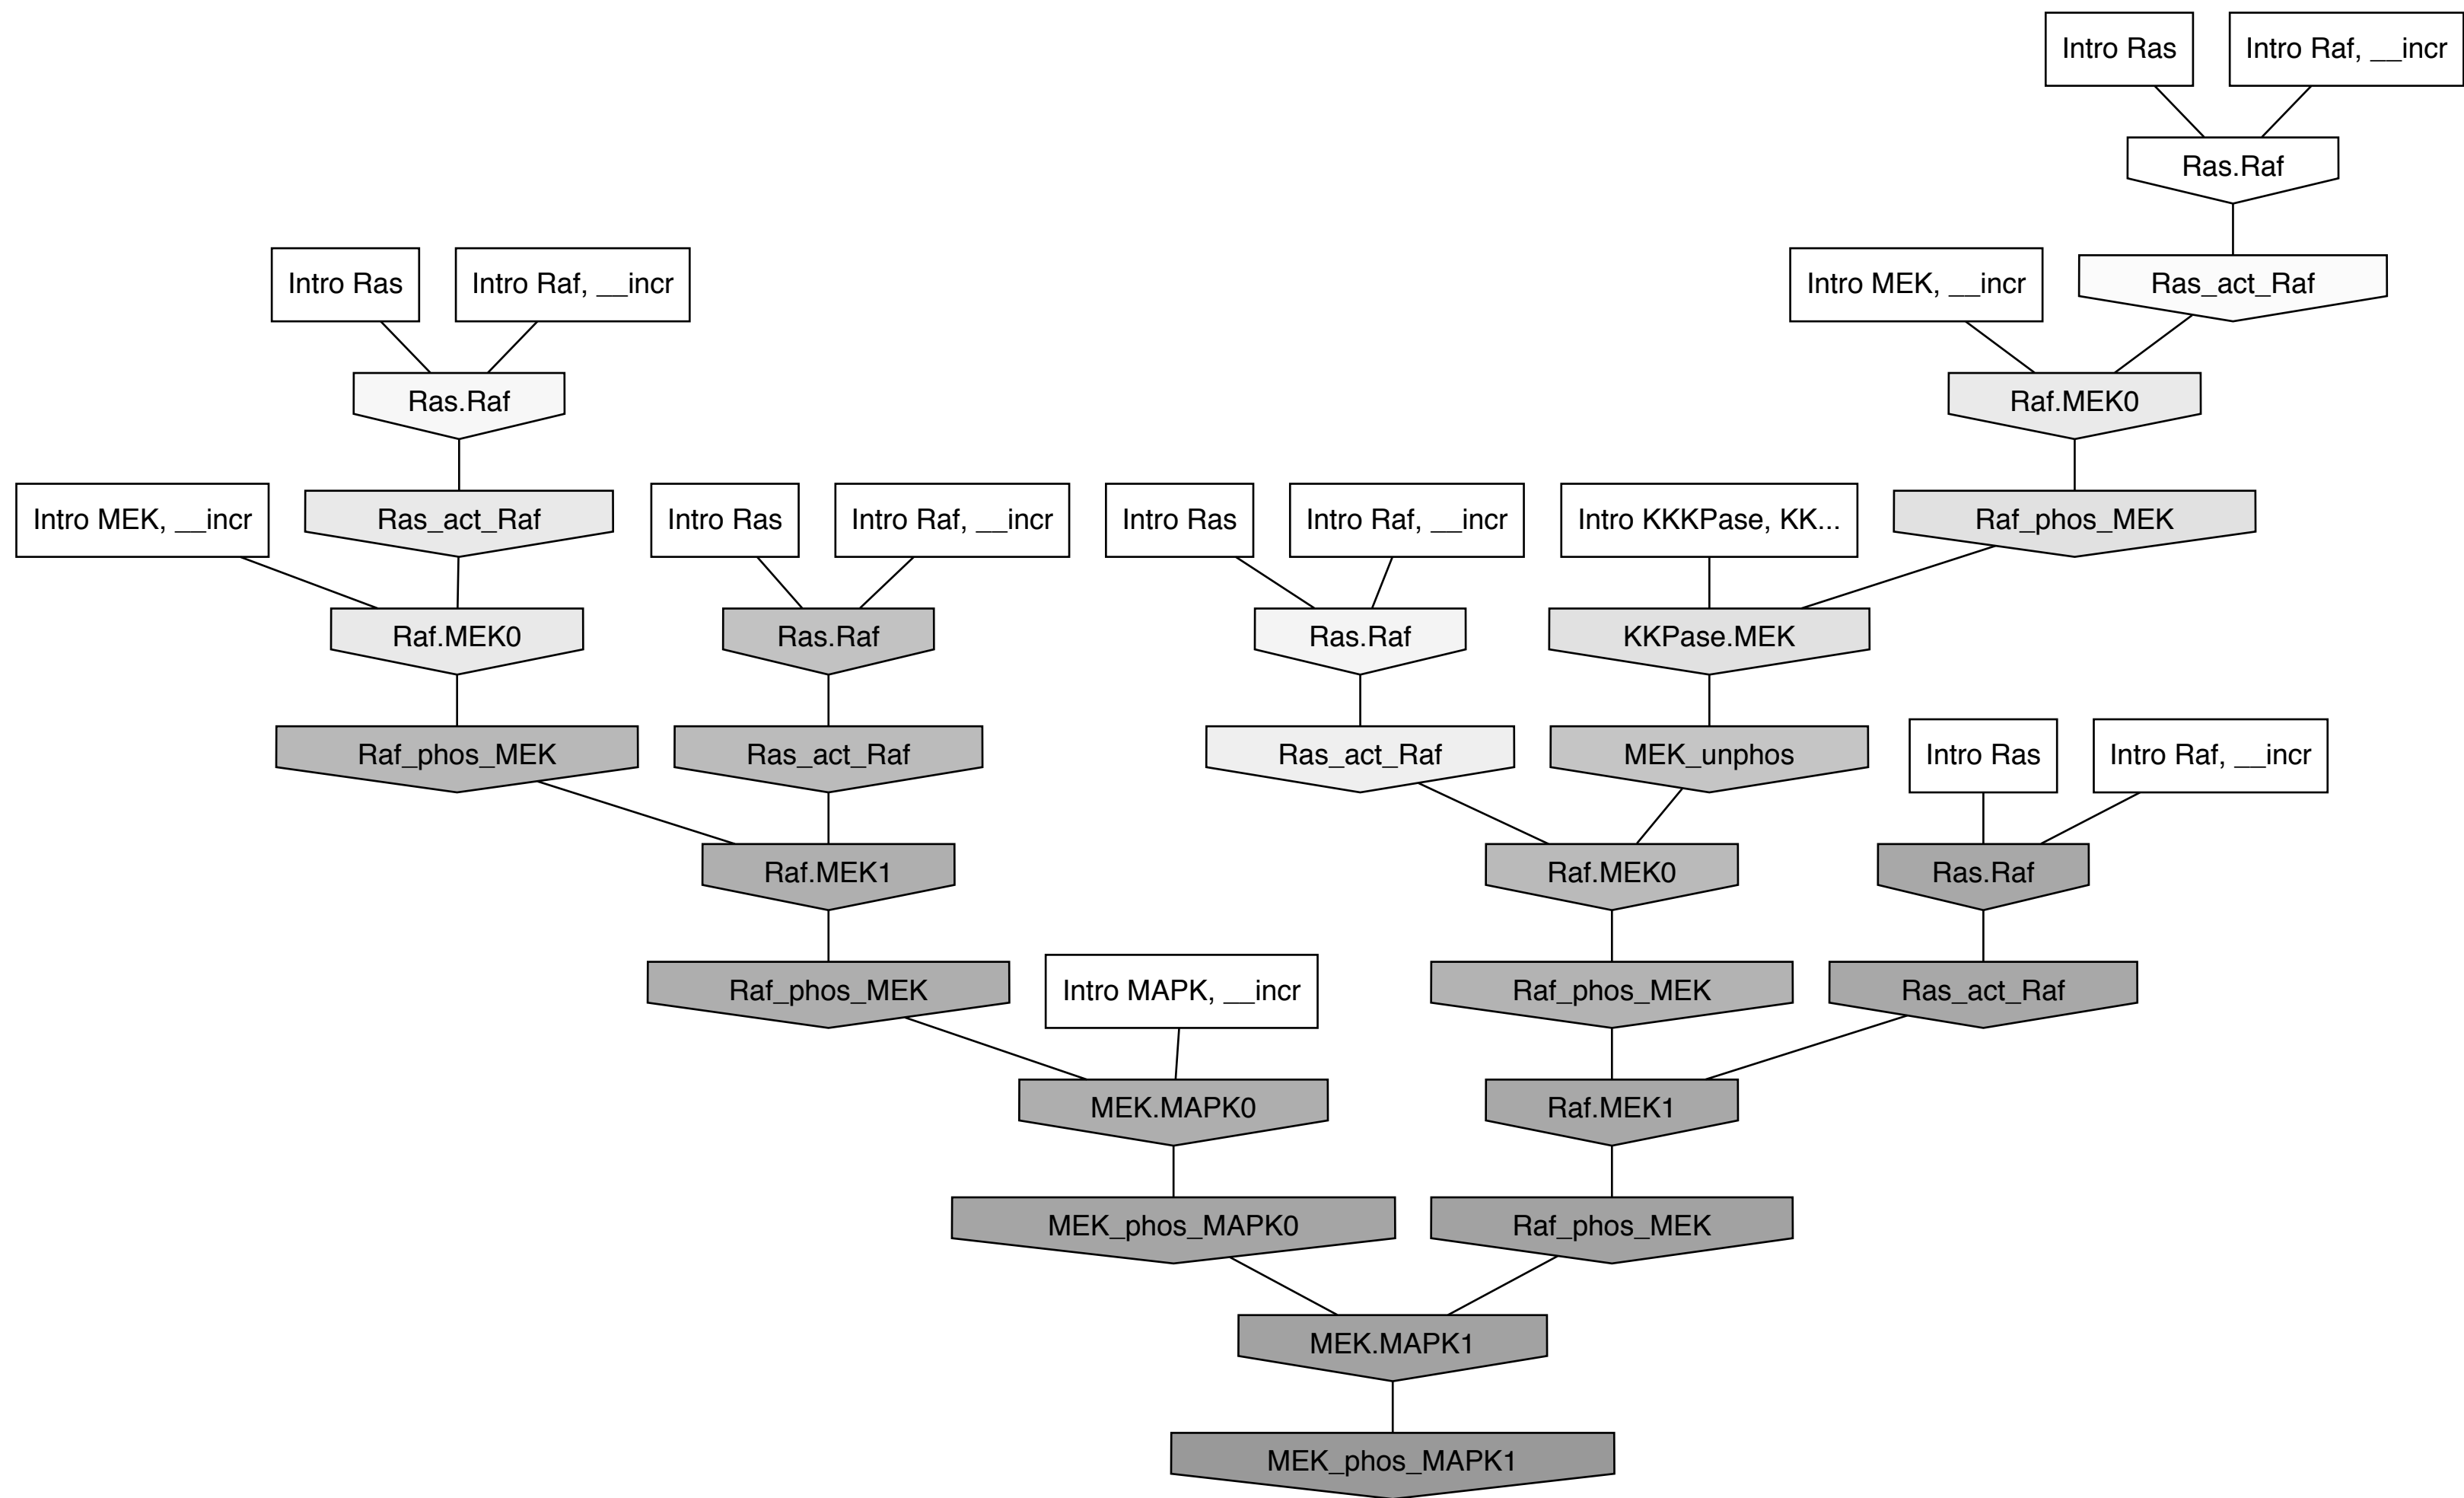 Intro Ras
Intro Raf, __incr
Ras.Raf
Intro Ras
Intro Raf, __incr
Intro MEK, __incr
Ras_act_Raf
Ras.Raf
Raf.MEK0
Intro MEK, __incr
Ras_act_Raf
Intro Ras
Intro Raf, __incr
Intro Ras
Intro Raf, __incr
Intro KKKPase, KK...
Raf_phos_MEK
Raf.MEK0
Ras.Raf
Ras.Raf
KKPase.MEK
Raf_phos_MEK
Ras_act_Raf
Ras_act_Raf
MEK_unphos
Intro Ras
Intro Raf, __incr
Raf.MEK1
Raf.MEK0
Ras.Raf
Raf_phos_MEK
Intro MAPK, __incr
Raf_phos_MEK
Ras_act_Raf
MEK.MAPK0
Raf.MEK1
MEK_phos_MAPK0
Raf_phos_MEK
MEK.MAPK1
MEK_phos_MAPK1